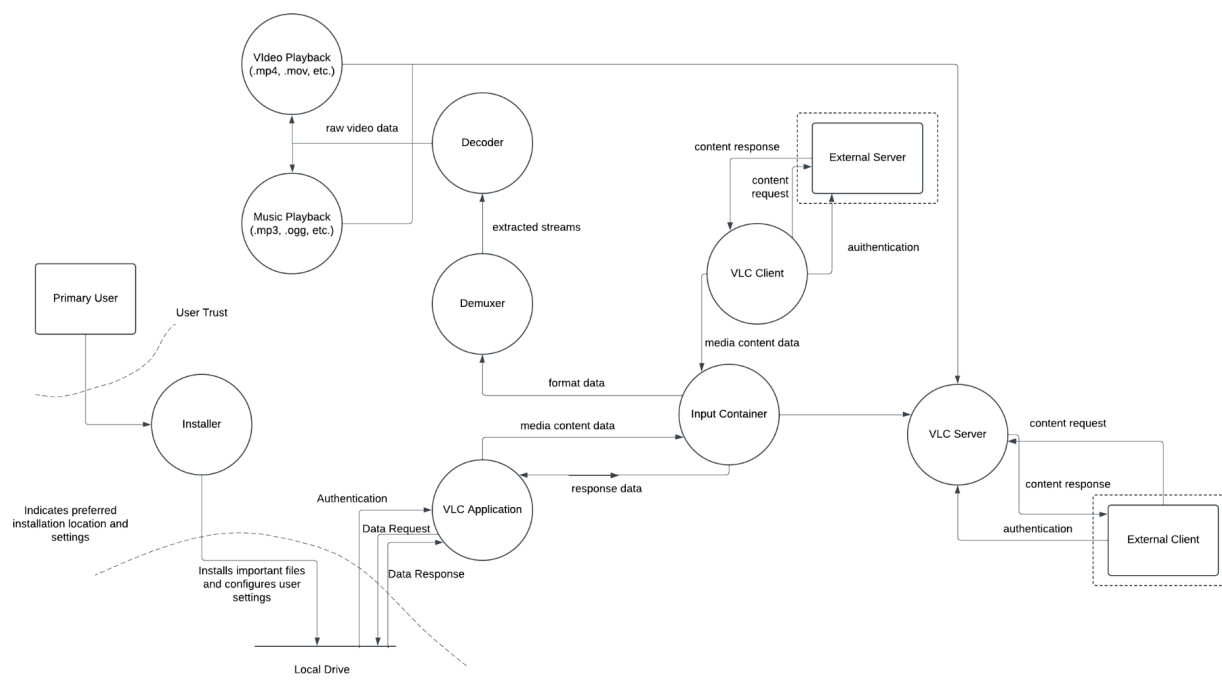 VIdeo Playback
(.mp4, .mov, etc.)
raw video data
Decoder
Music Playback
(.mp3, .ogg, etc.)
extracted streams
Demuxer
content response
External Server
content
request
auithentication
VLC Client
media content data
Primary User
User Trust
Installer
format data
Input Container
media content data
response data
VLC Server
content request
content response
authentication
External Client
Indicates preferred
installation location and
settings
Authentication
VLC Application
Data Request
Data Response
Installs important files
and configures user
settings
Local Drive